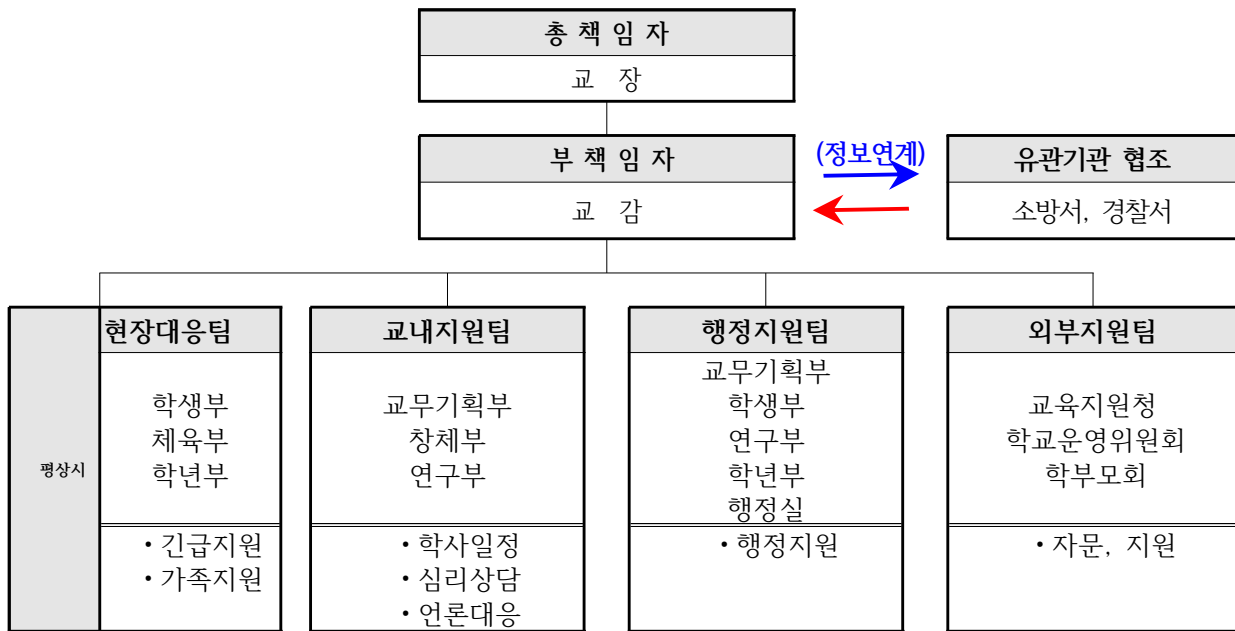 총 책 임 자
교 장
부 책 임 자
교 감
(정보연계)
유관기관 협조
소방서, 경찰서
평상시
현장대응팀
학생부
체육부
학년부
・긴급지원
・가족지원
교내지원팀
교무기획부
창체부
연구부
・학사일정
・심리상담
・언론대응
행정지원팀
교무기획부
학생부
연구부
학년부
행정실
・행정지원
외부지원팀
교육지원청
학교운영위원회
학부모회
・자문, 지원